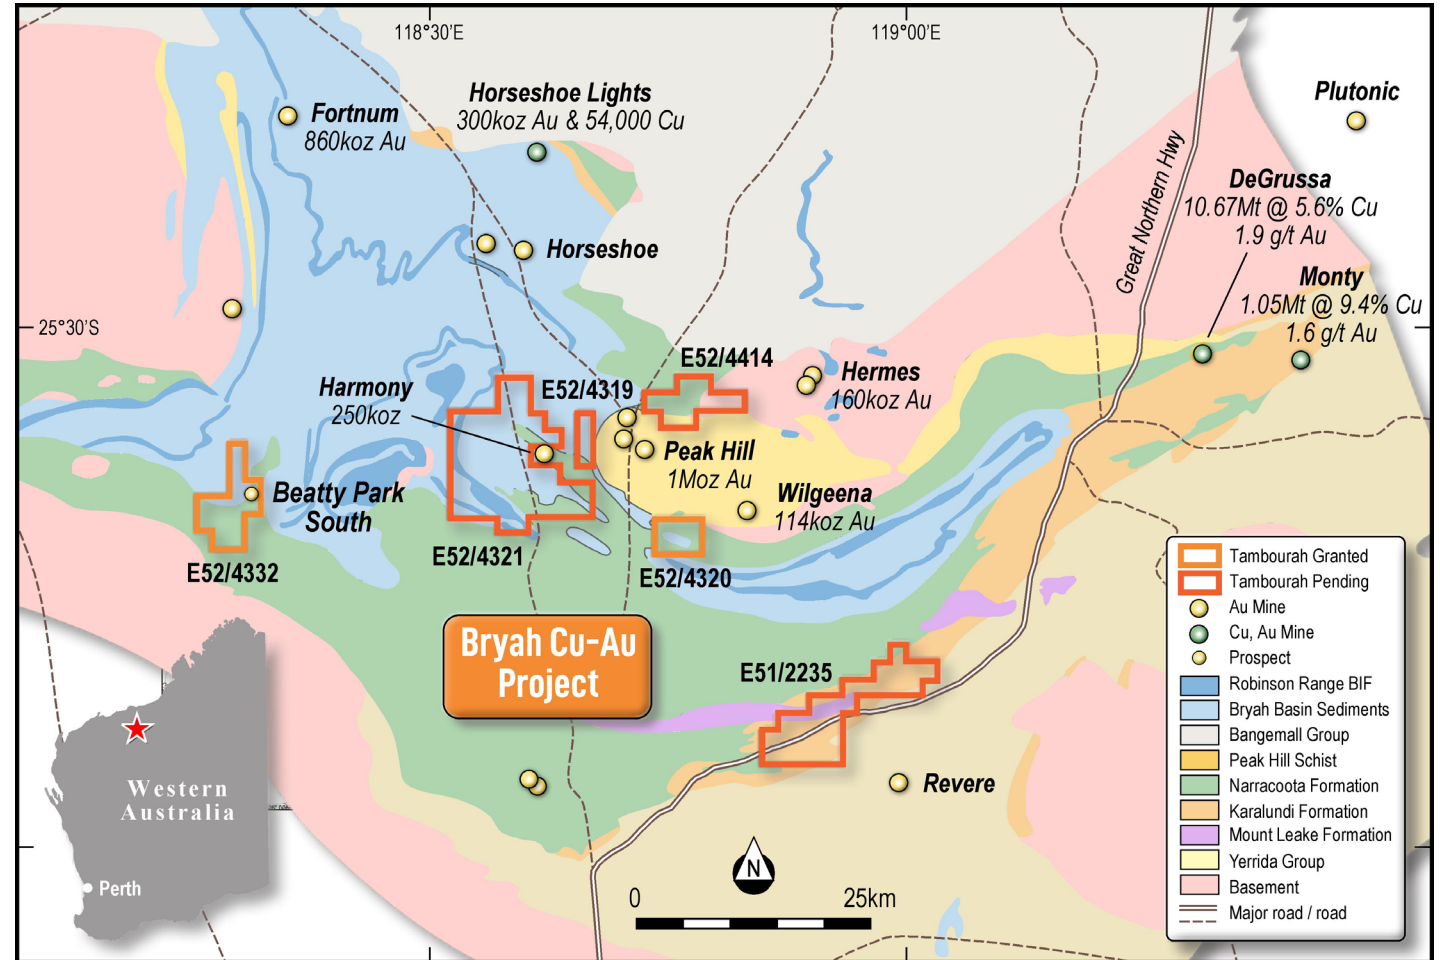 118°30'E
119°00'E
Plutonic
Horseshoe Lights
300koz Au & 54,000 Cu
Fortnum
860koz Au
Great Northern Hwy
DeGrussa
10.67Mt @ 5.6% Cu
1.9 g/t Au
Horseshoe
Monty
1.05Mt @ 9.4% Cu
1.6 g/t Au
25°30'S
E52/4414
Harmony
250koz
E52/4319
Hermes
160koz Au
Peak Hill
1Moz Au
Wilgeena
114koz Au
Beatty Park
South
E52/4321
E52/4332
E52/4320
Bryah Cu-Au
Project
E51/2235
Revere
Western
Australia
Perth
N
0
25km
Tambourah Granted
Tambourah Pending
Au Mine
Cu, Au Mine
Prospect
Robinson Range BIF
Bryah Basin Sediments
Bangemall Group
Peak Hill Schist
Narracoota Formation
Karalundi Formation
Mount Leake Formation
Yerrida Group
Basement
Major road / road